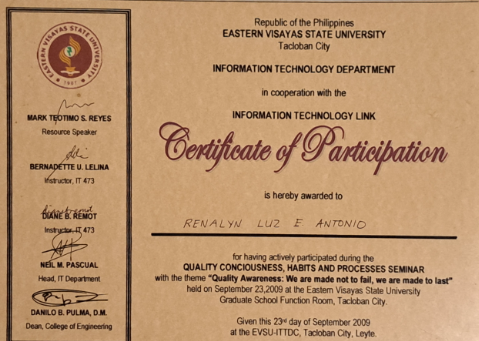 EASTERN VISAYAS STATE UNIVERSITY
1907
MARK TEOTIMO S. REYES
Resource Speaker
BERNADETTE U. LELINA
Instructor, IT 473
DIANE B. REMOT
Instructor, IT 473
NEIL M. PASCUAL
Head, IT Department
DANILO B. PULMA, D.M.
Dean, College of Engineering
Republic of the Philippines
EASTERN VISAYAS STATE UNIVERSITY
Tacloban City
INFORMATION TECHNOLOGY DEPARTMENT
in cooperation with the
INFORMATION TECHNOLOGY LINK
Certificate of Participation
is hereby awarded to
RENALYN LUZ E ANTONIO
for having actively participated during the
QUALITY CONCIOUSNESS, HABITS AND PROCESSES SEMINAR
with the theme "Quality Awareness: We are made not to fail, we are made to last"
held on September 23,2009 at the Eastern Visayas State University
Graduate School Function Room, Tacloban City.
Given this 23rd day of September 2009
at the EVSU-ITTDC, Tacloban City, Leyte.